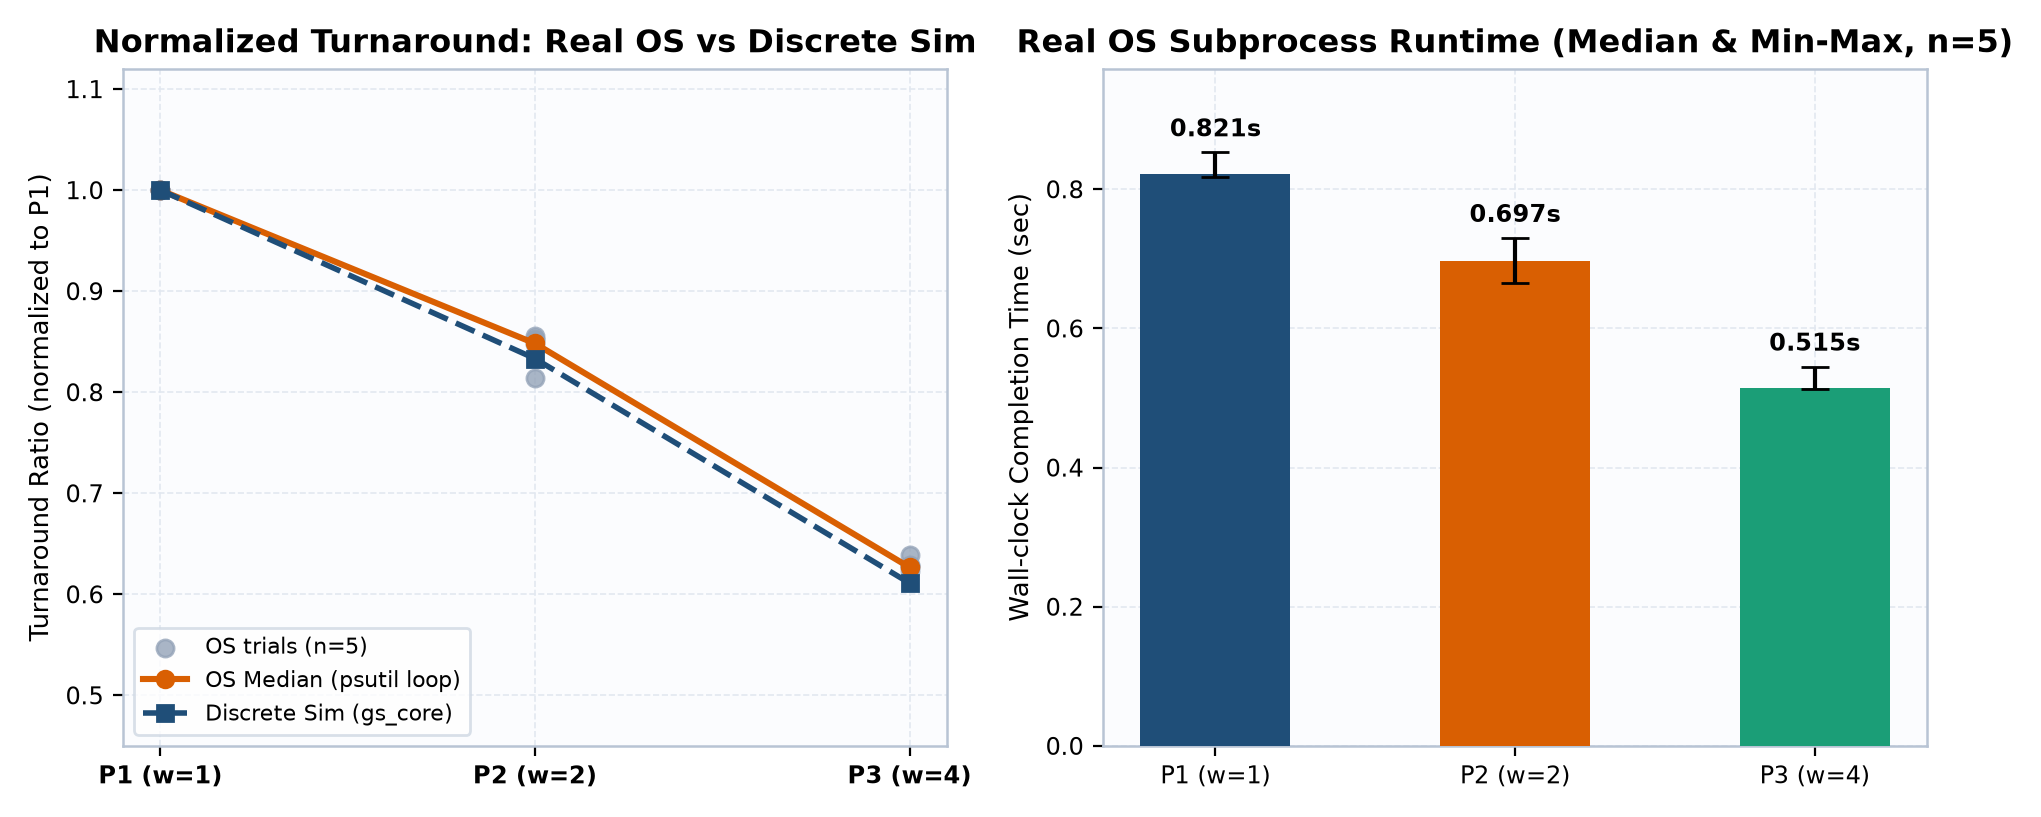 Normalized Turnaround: Real OS vs Discrete Sim
Turnaround Ratio (normalized to P1)
1.1
1.0
0.9
0.8
0.7
0.6
0.5
OS trials (n=5)
OS Median (psutil loop)
Discrete Sim (gs_core)
P1 (w=1)
P2 (w=2)
P3 (w=4)
Real OS Subprocess Runtime (Median & Min-Max, n=5)
Wall-clock Completion Time (sec)
0.8
0.6
0.4
0.2
0.0
0.821s
0.697s
0.515s
P1 (w=1)
P2 (w=2)
P3 (w=4)